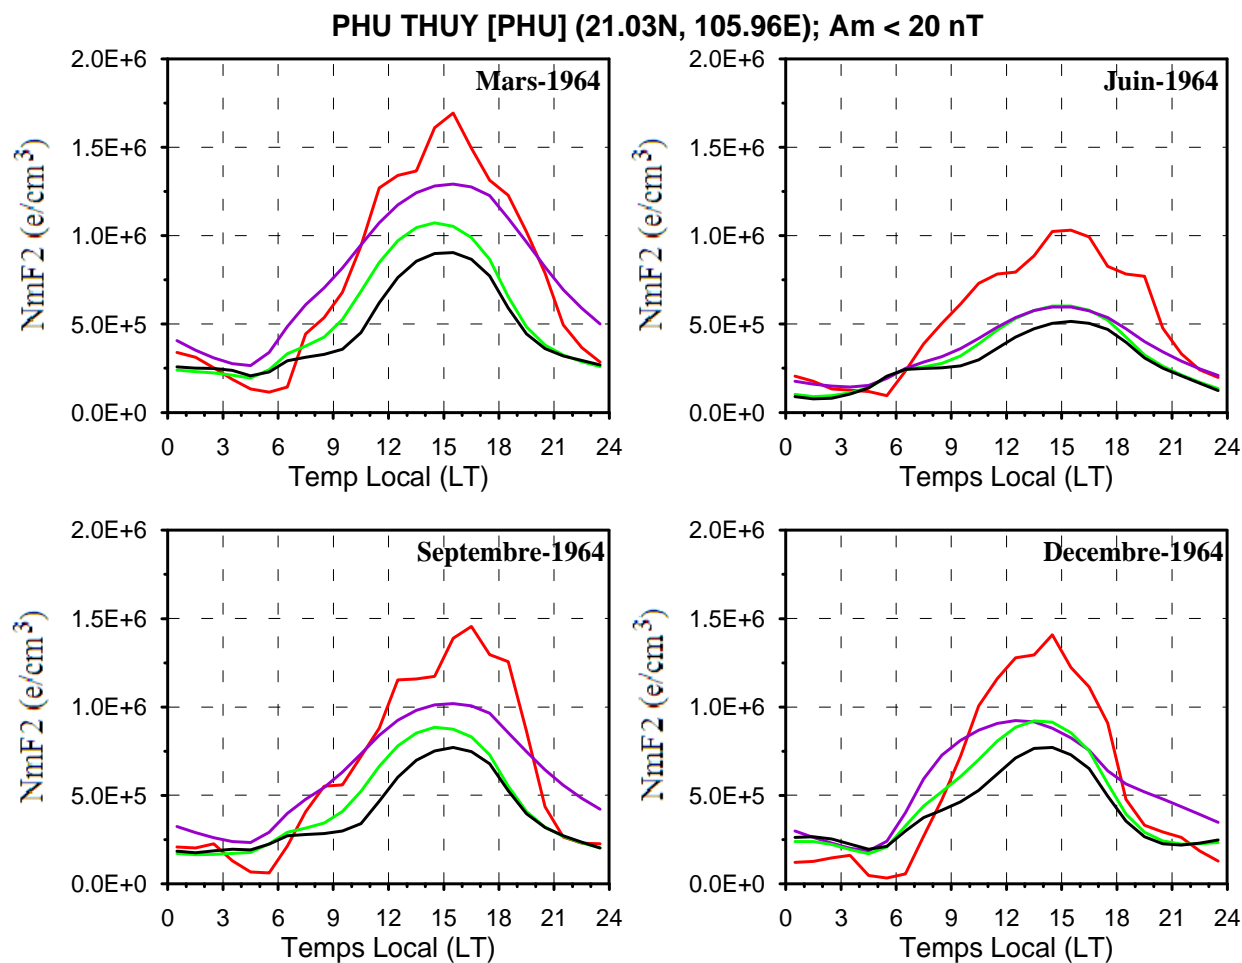 PHU THUY [PHU] (21.03N, 105.96E); Am < 20 nT
Mars-1964
NmF2 (e/cm³)
2.0E+6
1.5E+6
1.0E+6
5.0E+5
0.0E+0
0 3 6 9 12 15 18 21 24
Temp Local (LT)
Juin-1964
NmF2 (e/cm³)
2.0E+6
1.5E+6
1.0E+6
5.0E+5
0.0E+0
0 3 6 9 12 15 18 21 24
Temps Local (LT)
Septembre-1964
NmF2 (e/cm³)
2.0E+6
1.5E+6
1.0E+6
5.0E+5
0.0E+0
0 3 6 9 12 15 18 21 24
Temps Local (LT)
Decembre-1964
NmF2 (e/cm³)
2.0E+6
1.5E+6
1.0E+6
5.0E+5
0.0E+0
0 3 6 9 12 15 18 21 24
Temps Local (LT)